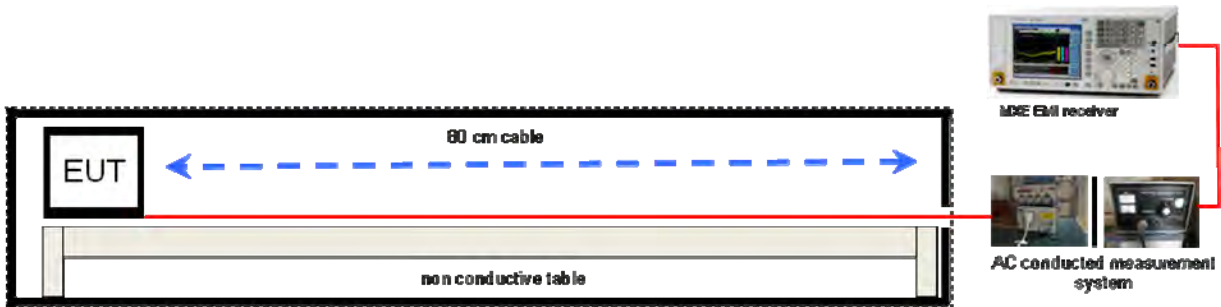 80 cm cable
EUT
MXE EMI receiver
non conductive table
AC conducted measurement
system